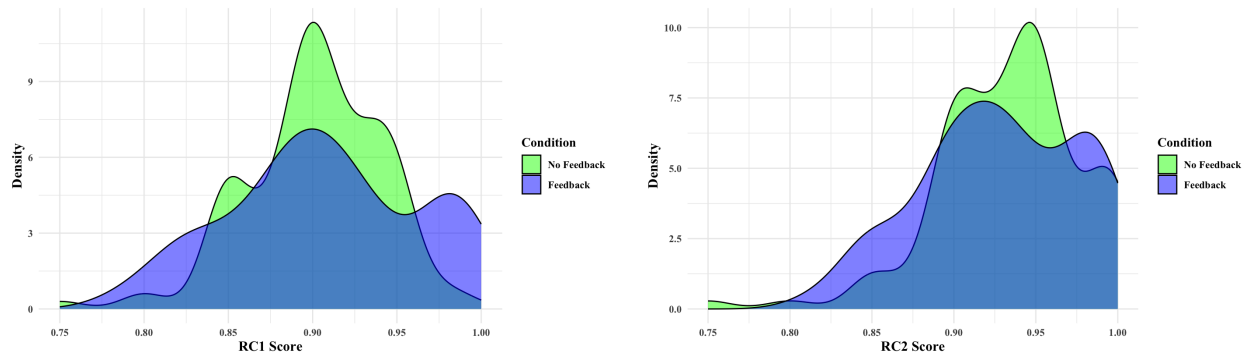 Density
9
6
3
0
0.75 0.80 0.85 0.90 0.95 1.00
RC1 Score
Condition
No Feedback
Feedback
Density
10.0
7.5
5.0
2.5
0.0
0.75 0.80 0.85 0.90 0.95 1.00
RC2 Score
Condition
No Feedback
Feedback